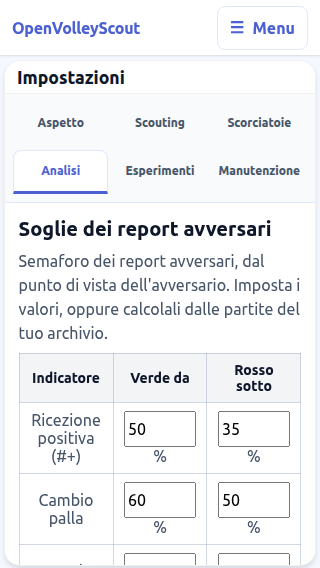 OpenVolleyScout
☰ Menu
Impostazioni
Aspetto Scouting Scorciatoie
Analisi Esperimenti Manutenzione
Soglie dei report avversari
Semaforo dei report avversari, dal
punto di vista dell'avversario. Imposta i
valori, oppure calcolali dalle partite del
tuo archivio.
Indicatore Verde da Rosso
sotto
Ricezione
positiva
(#+)
50 %
35 %
Cambio
palla
60 %
50 %